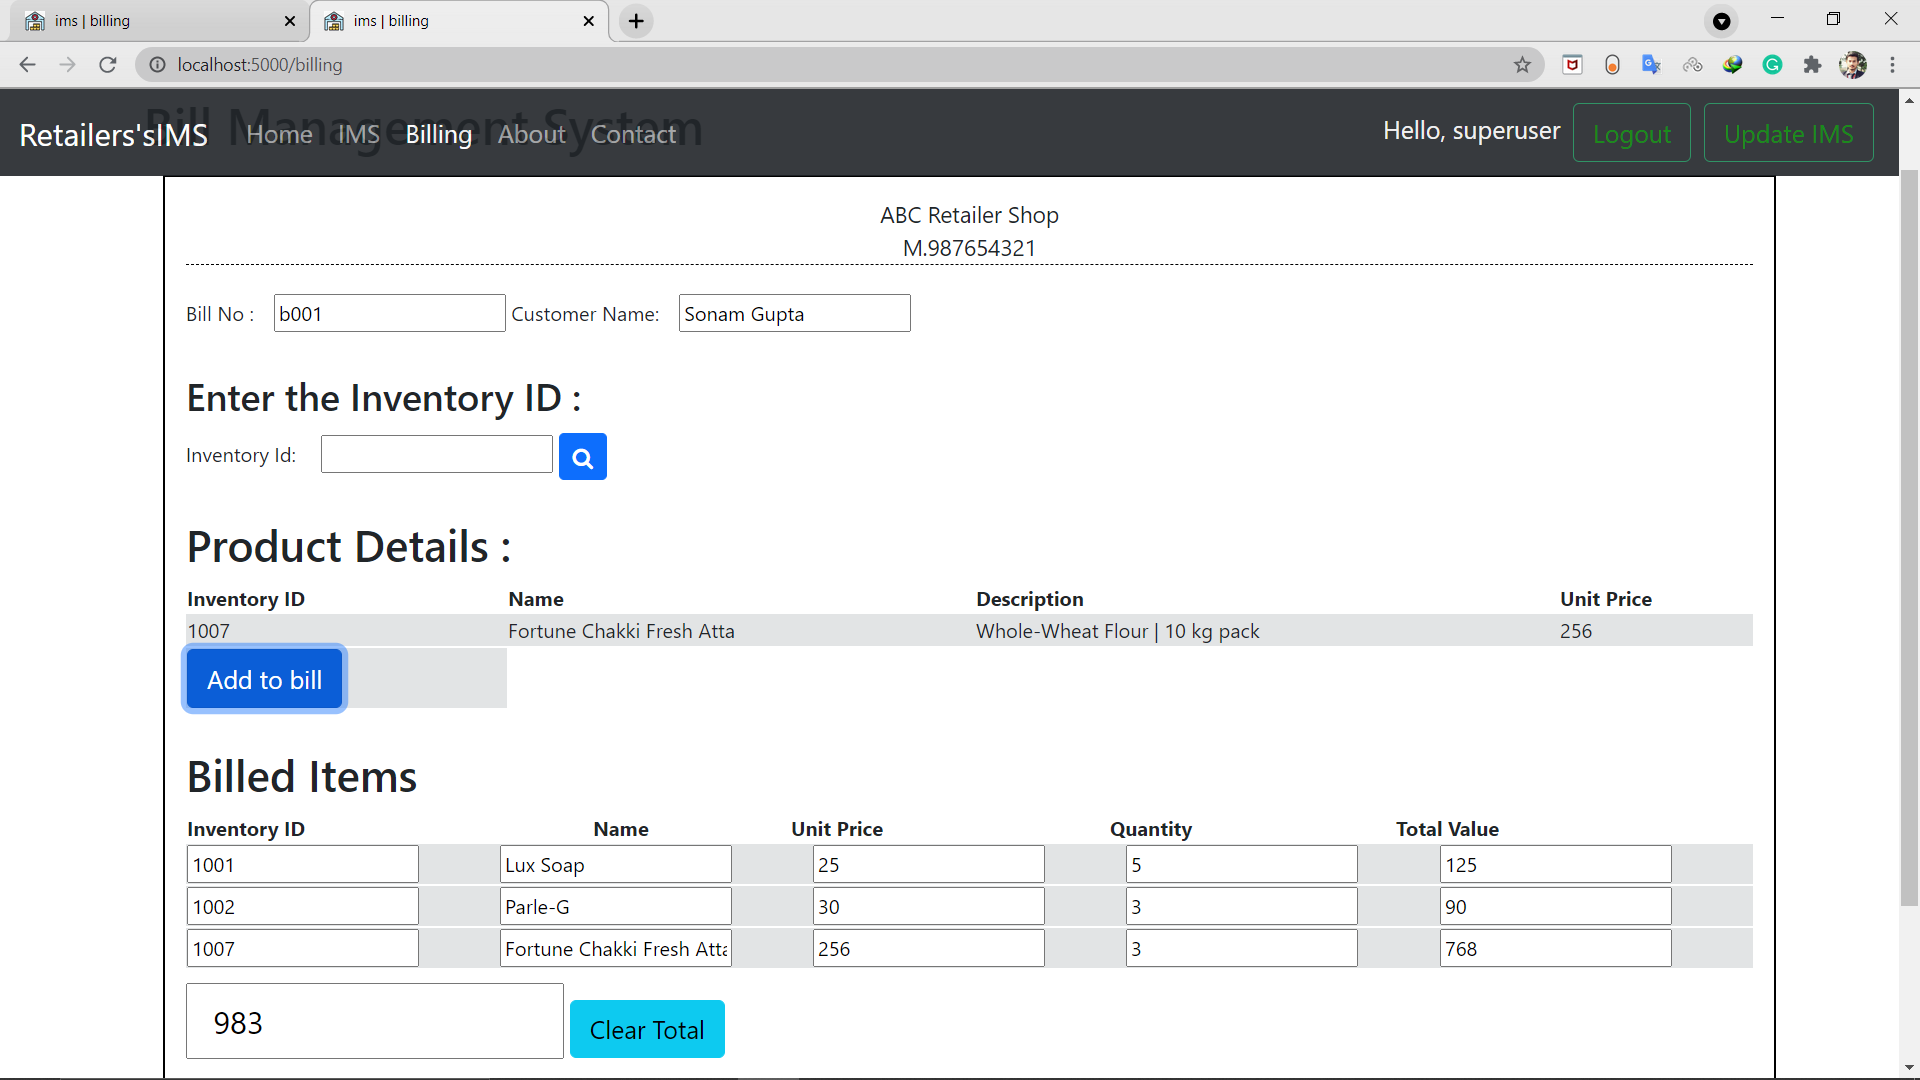 ims | billing
ims | billing
localhost:5000/billing
Bill Management System
Retailers'sIMS Home IMS Billing About Contact Hello, superuser Logout Update IMS
ABC Retailer Shop
M.987654321
Bill No : b001 Customer Name: Sonam Gupta
Enter the Inventory ID :
Inventory Id:
Product Details :
Inventory ID Name Description Unit Price
1007 Fortune Chakki Fresh Atta Whole-Wheat Flour | 10 kg pack 256
Add to bill
Billed Items
Inventory ID Name Unit Price Quantity Total Value
1001 Lux Soap 25 5 125
1002 Parle-G 30 3 90
1007 Fortune Chakki Fresh Atta 256 3 768
983 Clear Total